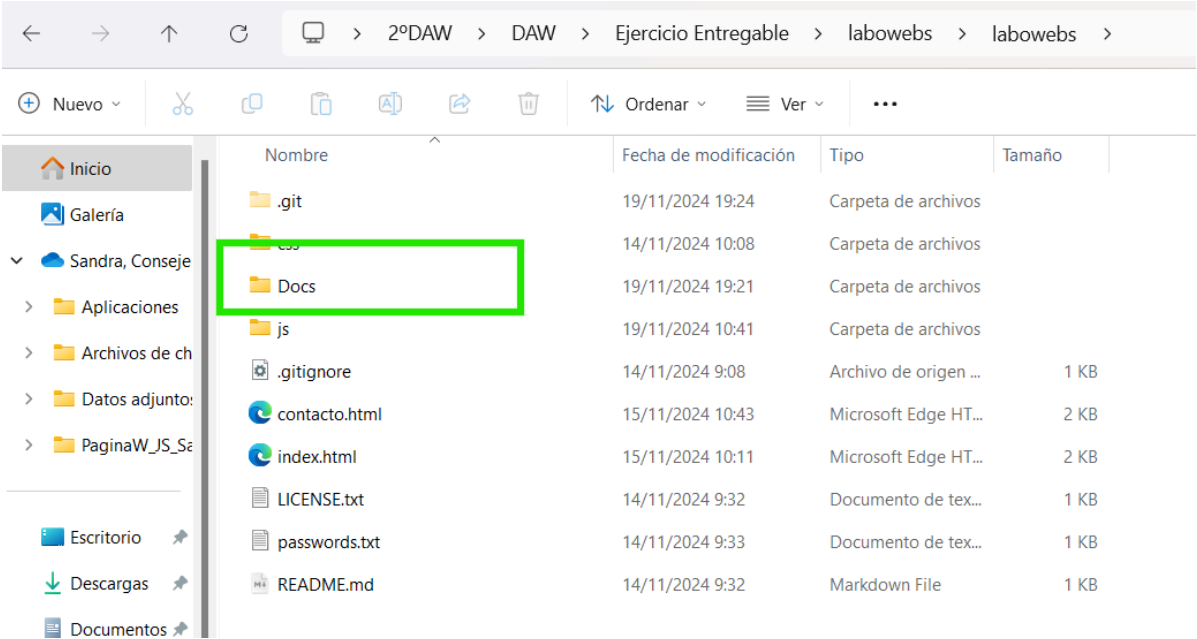 2ºDAW > DAW > Ejercicio Entregable > labowebs > labowebs >
Nuevo Ordenar Ver ...
Inicio
Galería
Sandra, Conseje
Aplicaciones
Archivos de ch
Datos adjuntos
PaginaW_JS_Sa
Escritorio
Descargas
Documentos
Nombre Fecha de modificación Tipo Tamaño
.git 19/11/2024 19:24 Carpeta de archivos
css 14/11/2024 10:08 Carpeta de archivos
Docs 19/11/2024 19:21 Carpeta de archivos
js 19/11/2024 10:41 Carpeta de archivos
.gitignore 14/11/2024 9:08 Archivo de origen ... 1 KB
contacto.html 15/11/2024 10:43 Microsoft Edge HT... 2 KB
index.html 15/11/2024 10:11 Microsoft Edge HT... 2 KB
LICENSE.txt 14/11/2024 9:32 Documento de tex... 1 KB
passwords.txt 14/11/2024 9:33 Documento de tex... 1 KB
README.md 14/11/2024 9:32 Markdown File 1 KB